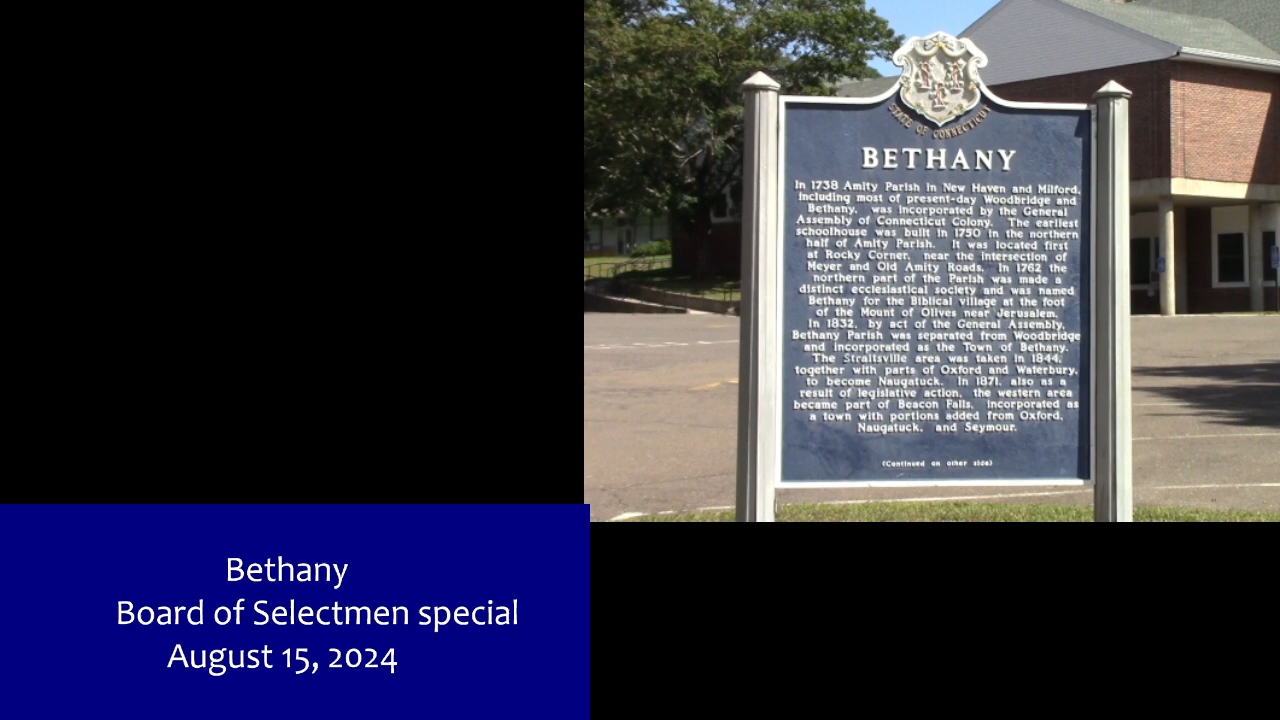 STATE OF CONNECTICUT
BETHANY
In 1738 Amity Parish in New Haven and Milford,
including most of present-day Woodbridge and
Bethany, was incorporated by the General
Assembly of Connecticut Colony. The earliest
schoolhouse was built in 1750 in the northern
half of Amity Parish. It was located first
at Rocky Corner, near the intersection of
Meyer and Old Amity Roads. In 1762 the
northern part of the Parish was made a
distinct ecclesiastical society and was named
Bethany for the Biblical village at the foot
of the Mount of Olives near Jerusalem.
In 1832, by act of the General Assembly,
Bethany Parish was separated from Woodbridge
and incorporated as the Town of Bethany.
The Straitsville area was taken in 1844,
together with parts of Oxford and Waterbury,
to become Naugatuck. In 1871, also as a
result of legislative action, the western area
became part of Beacon Falls, incorporated as
a town with portions added from Oxford,
Naugatuck, and Seymour.
(Continued on other side)
Bethany
Board of Selectmen special
August 15, 2024